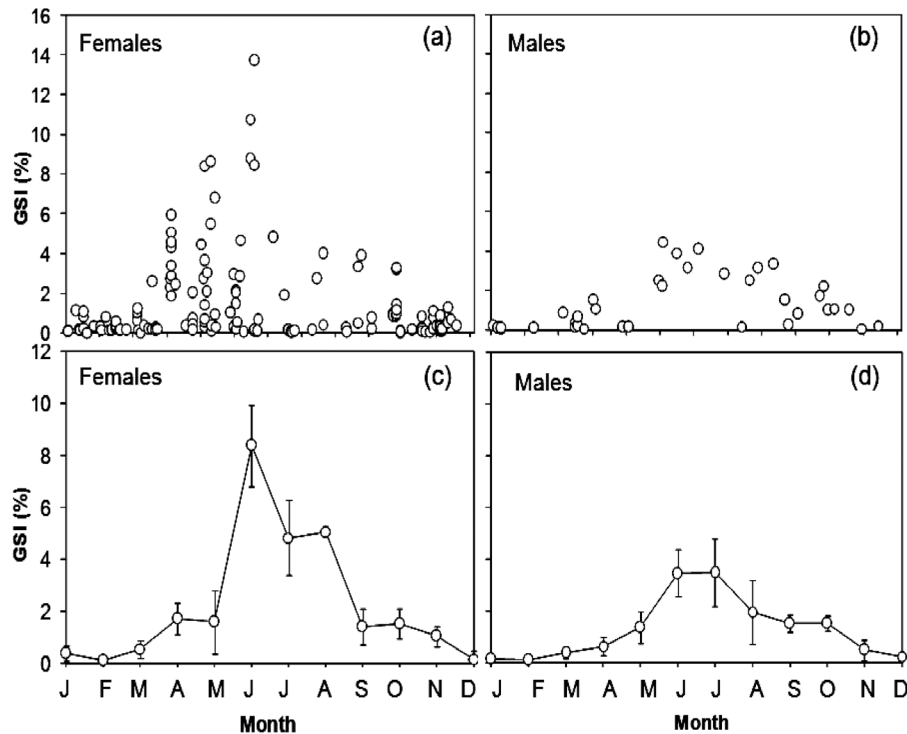 Females (a)
Males (b)
16
14
12
10
8
6
4
2
0
GSI (%)
Females (c)
Males (d)
12
10
8
6
4
2
0
GSI (%)
J F M A M J J A S O N D
J F M A M J J A S O N D
Month
Month